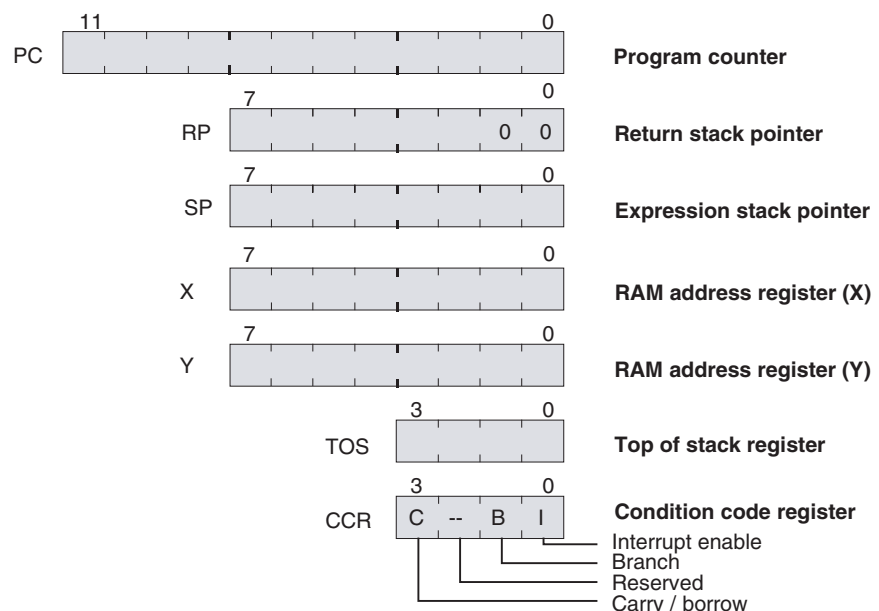 11 0
PC Program counter
7 0
RP 0 0 Return stack pointer
7 0
SP Expression stack pointer
7 0
X RAM address register (X)
7 0
Y RAM address register (Y)
3 0
TOS Top of stack register
3 0
CCR C -- B I Condition code register
Interrupt enable
Branch
Reserved
Carry / borrow